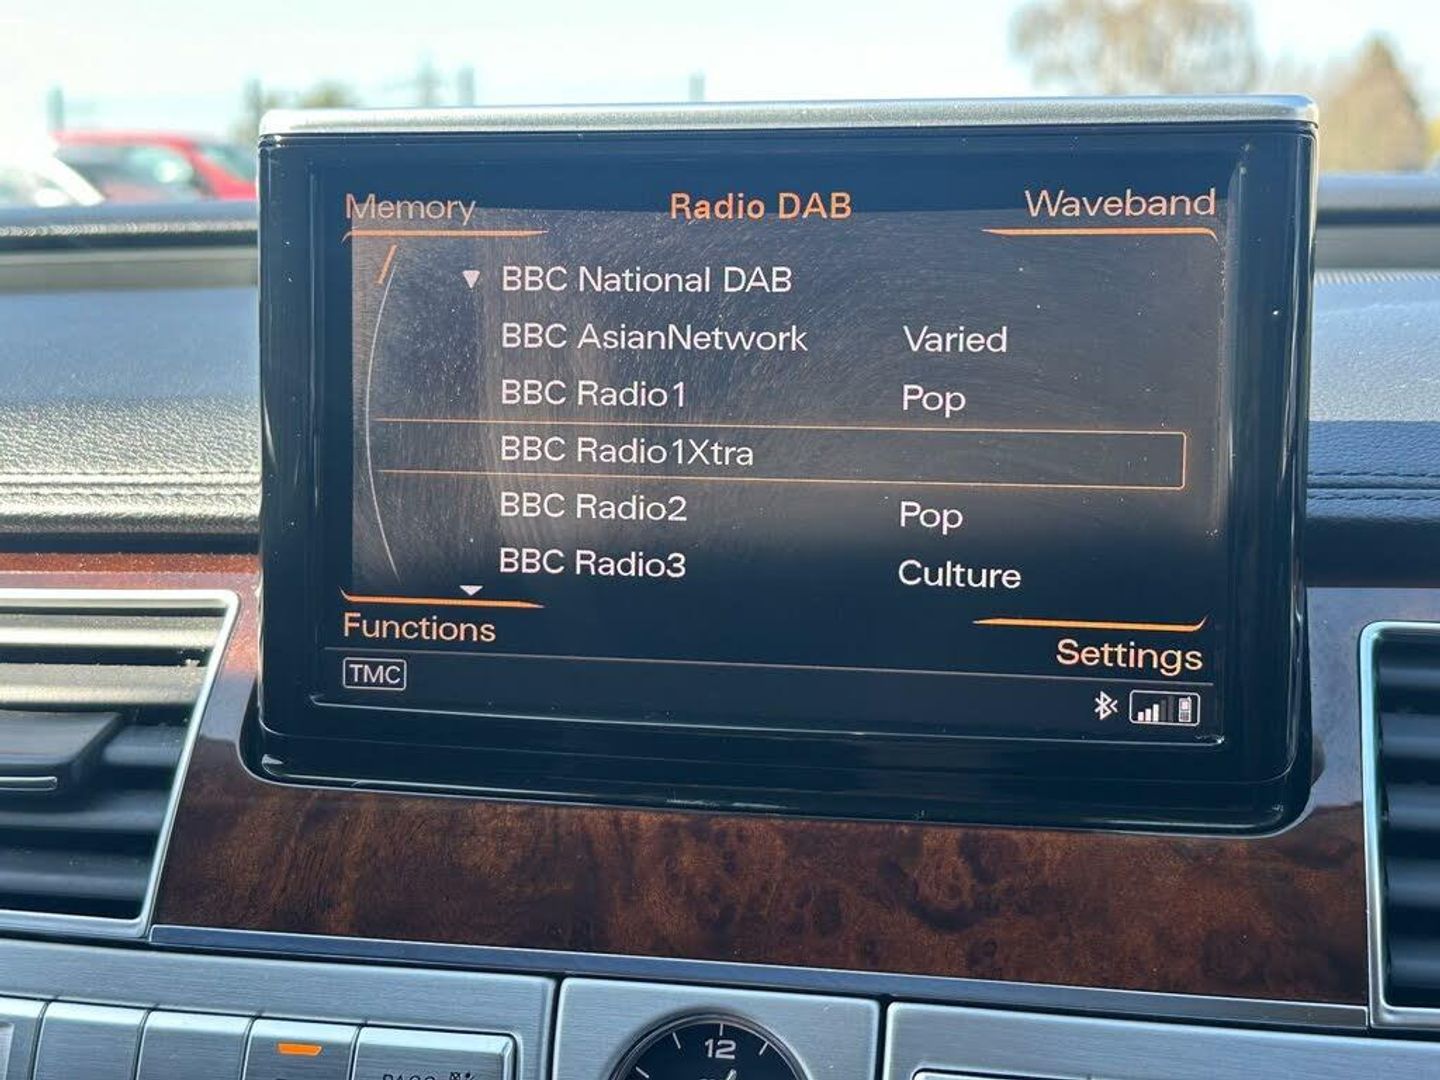 Memory Radio DAB Waveband
BBC National DAB
BBC AsianNetwork Varied
BBC Radio1 Pop
BBC Radio1Xtra
BBC Radio2 Pop
BBC Radio3 Culture
Functions Settings
TMC
12